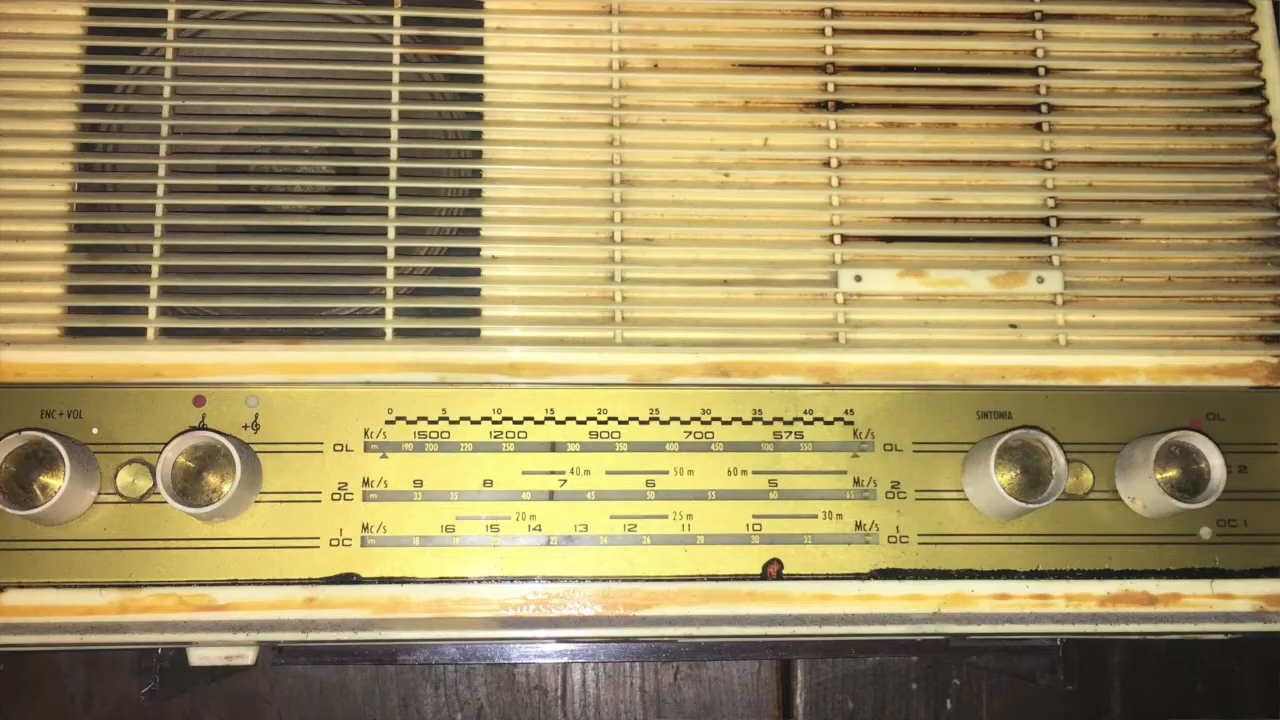 ENC + VOL
SINTONIA
OL
0 5 10 15 20 25 30 35 40 45
Kc/s 1500 1200 900 700 575 Kc/s
OL m 190 200 220 250 300 350 400 450 500 550 m OL
40,m 50 m 60 m
Mc/s 9 8 7 6 5 Mc/s
2 OC m 33 35 40 45 50 55 60 65 m 2 OC
20 m 25 m 30 m
Mc/s 16 15 14 13 12 11 10 Mc/s
1 OC m 18 19 20 22 24 26 28 30 32 m 1 OC
OC 1